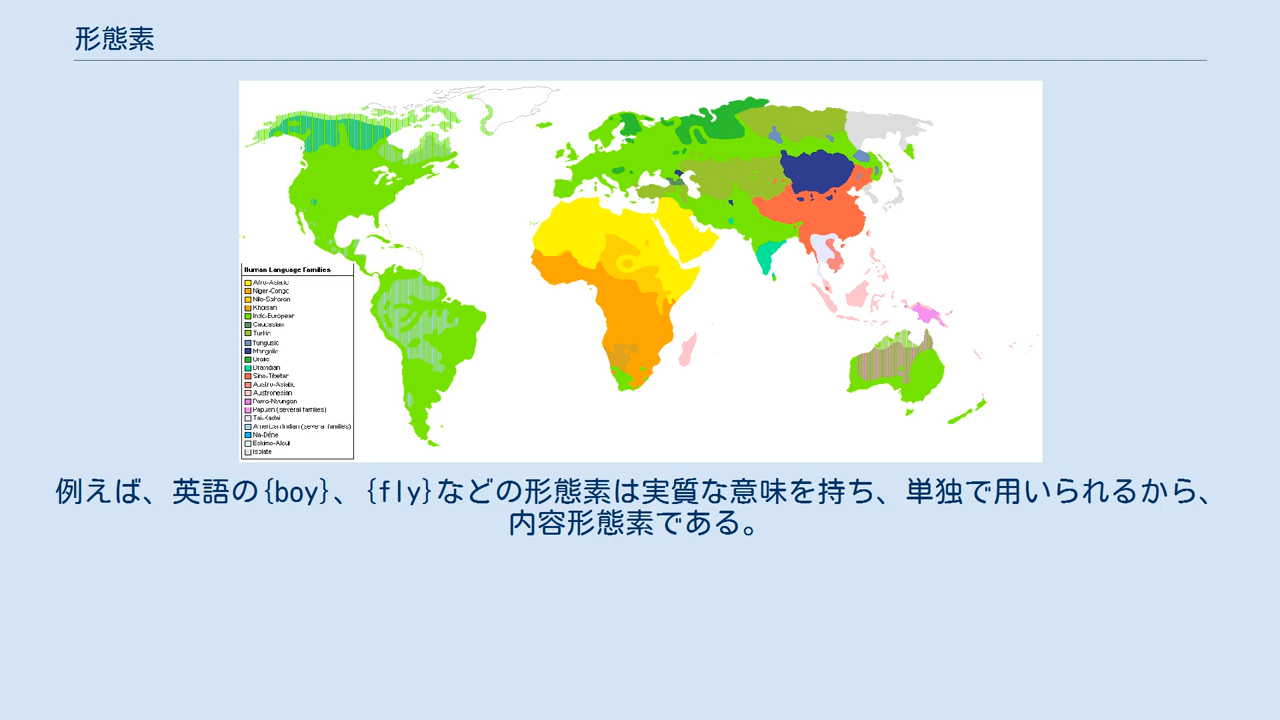 形態素
Human Language Families
Afro-Asiatic
Niger-Congo
Nilo-Saharan
Khoisan
Indo-European
Caucasian
Turkic
Tungusic
Mongolic
Uralic
Dravidian
Sino-Tibetan
Austro-Asiatic
Austronesian
Pama-Nyungan
Papuan (several families)
Tai-Kadai
American Indian (several families)
Na-Dene
Eskimo-Aleut
Isolate
例えば、英語の{boy}、{fly}などの形態素は実質な意味を持ち、単独で用いられるから、
内容形態素である。